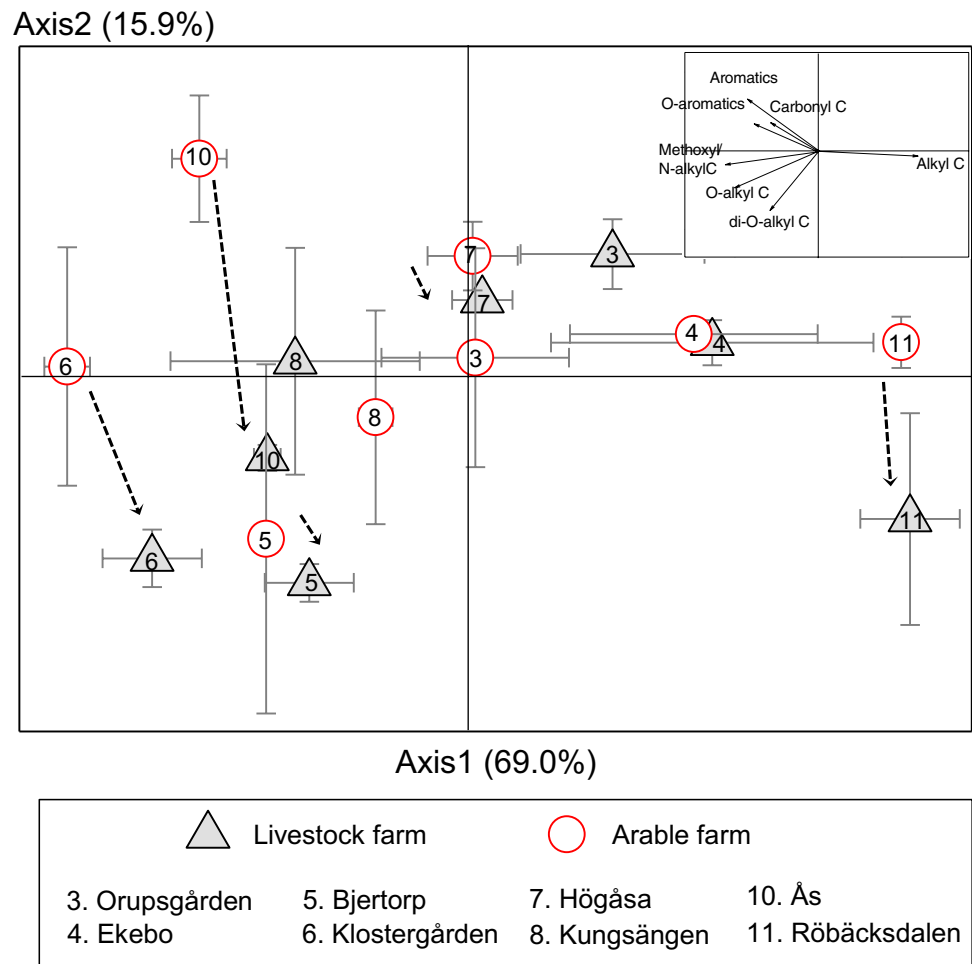 Axis2 (15.9%)
Aromatics
O-aromatics
Carbonyl C
Methoxyl/
N-alkylC
Alkyl C
O-alkyl C
di-O-alkyl C
10
7
3
7
4
4
11
6
8
3
8
10
5
11
6
5
Axis1 (69.0%)
Livestock farm
Arable farm
3. Orupsgården
5. Bjertorp
7. Högåsa
10. Ås
4. Ekebo
6. Klostergården
8. Kungsängen
11. Röbäcksdalen